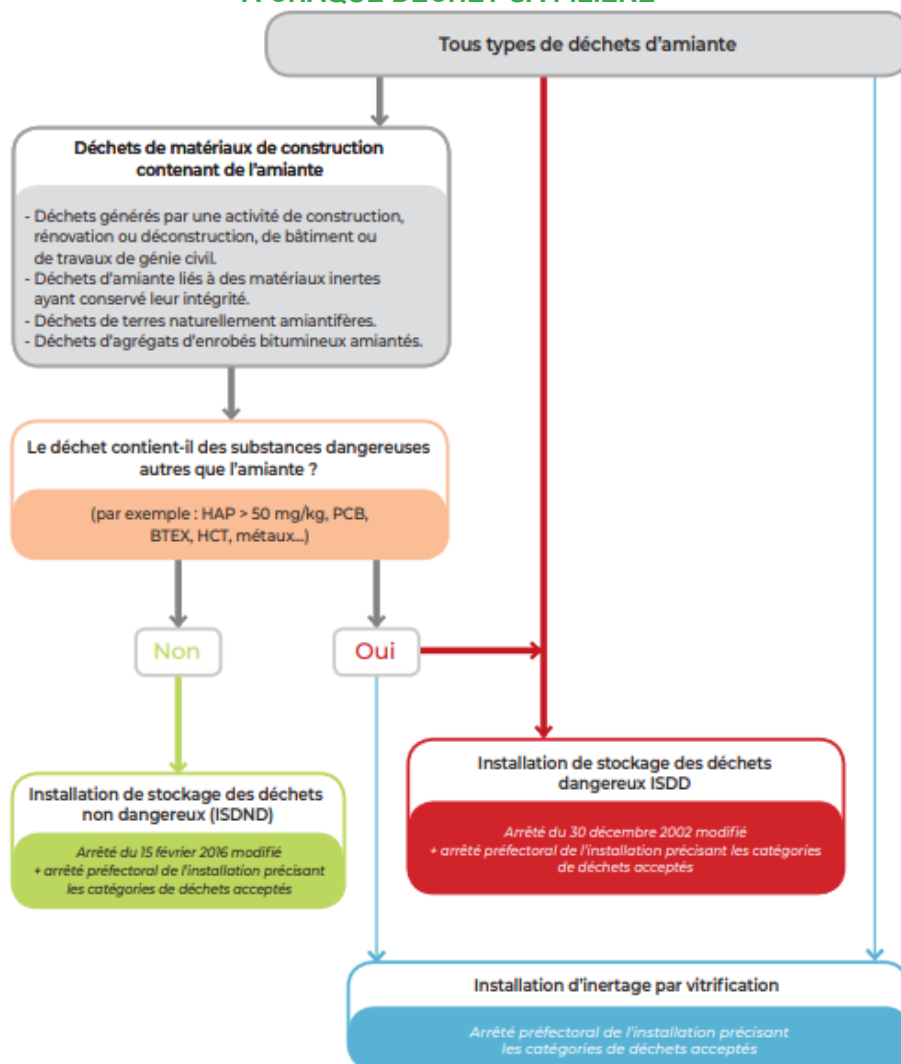 À CHAQUE DÉCHET SA FILIÈRE
Tous types de déchets d'amiante
Déchets de matériaux de construction
contenant de l'amiante
- Déchets générés par une activité de construction,
rénovation ou déconstruction, de bâtiment ou
de travaux de génie civil.
- Déchets d'amiante liés à des matériaux inertes
ayant conservé leur intégrité.
- Déchets de terres naturellement amiantifères.
- Déchets d'agrégats d'enrobés bitumineux amiantés.
Le déchet contient-il des substances dangereuses
autres que l'amiante ?
(par exemple : HAP > 50 mg/kg, PCB,
BTEX, HCT, métaux...)
Non
Oui
Installation de stockage des déchets
dangereux ISDD
Arrêté du 30 décembre 2002 modifié
+ arrêté préfectoral de l'installation précisant les catégories
de déchets acceptés
Installation de stockage des déchets
non dangereux (ISDND)
Arrêté du 15 février 2016 modifié
+ arrêté préfectoral de l'installation précisant
les catégories de déchets acceptés
Installation d'inertage par vitrification
Arrêté préfectoral de l'installation précisant
les catégories de déchets acceptés